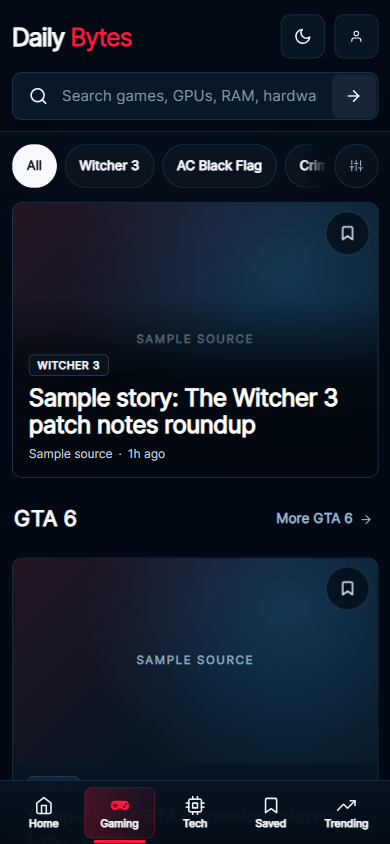 Daily Bytes
Search games, GPUs, RAM, hardwa
All
Witcher 3
AC Black Flag
SAMPLE SOURCE
WITCHER 3
Sample story: The Witcher 3
patch notes roundup
Sample source · 1h ago
GTA 6
More GTA 6
SAMPLE SOURCE
Home
Gaming
Tech
Saved
Trending